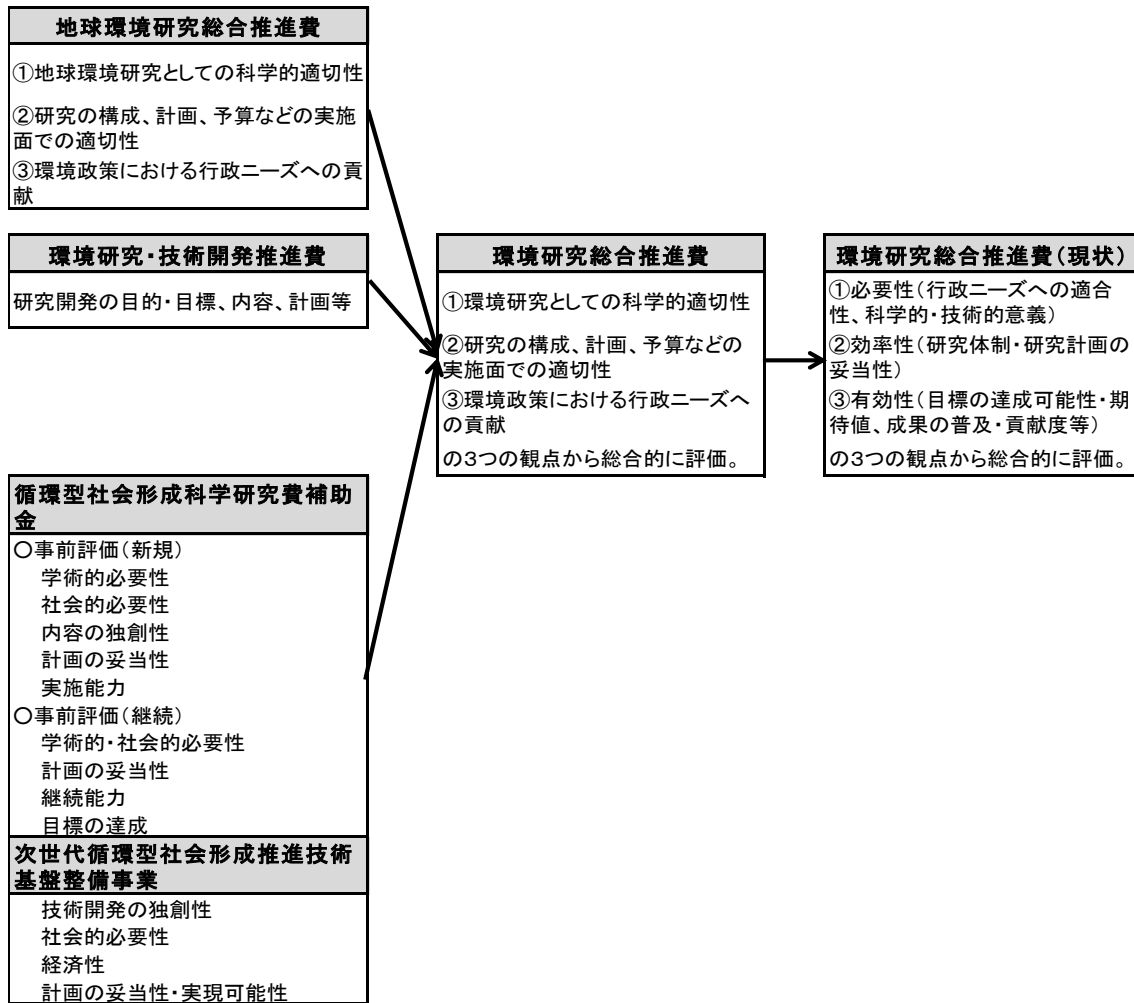 地球環境研究総合推進費
①地球環境研究としての科学的適切性
②研究の構成、計画、予算などの実施
面での適切性
③環境政策における行政ニーズへの貢
献
環境研究・技術開発推進費
研究開発の目的・目標、内容、計画等
循環型社会形成科学研究費補助
金
○事前評価（新規）
学術的必要性
社会的必要性
内容の独創性
計画の妥当性
実施能力
○事前評価（継続）
学術的・社会的必要性
計画の妥当性
継続能力
目標の達成
次世代循環型社会形成推進技術
基盤整備事業
技術開発の独創性
社会的必要性
経済性
計画の妥当性・実現可能性
環境研究総合推進費
①環境研究としての科学的適切性
②研究の構成、計画、予算などの
実施面での適切性
③環境政策における行政ニーズへ
の貢献
の３つの観点から総合的に評価。
環境研究総合推進費（現状）
①必要性（行政ニーズへの適合
性、科学的・技術的意義）
②効率性（研究体制・研究計画の
妥当性）
③有効性（目標の達成可能性・期
待値、成果の普及・貢献度等）
の３つの観点から総合的に評価。